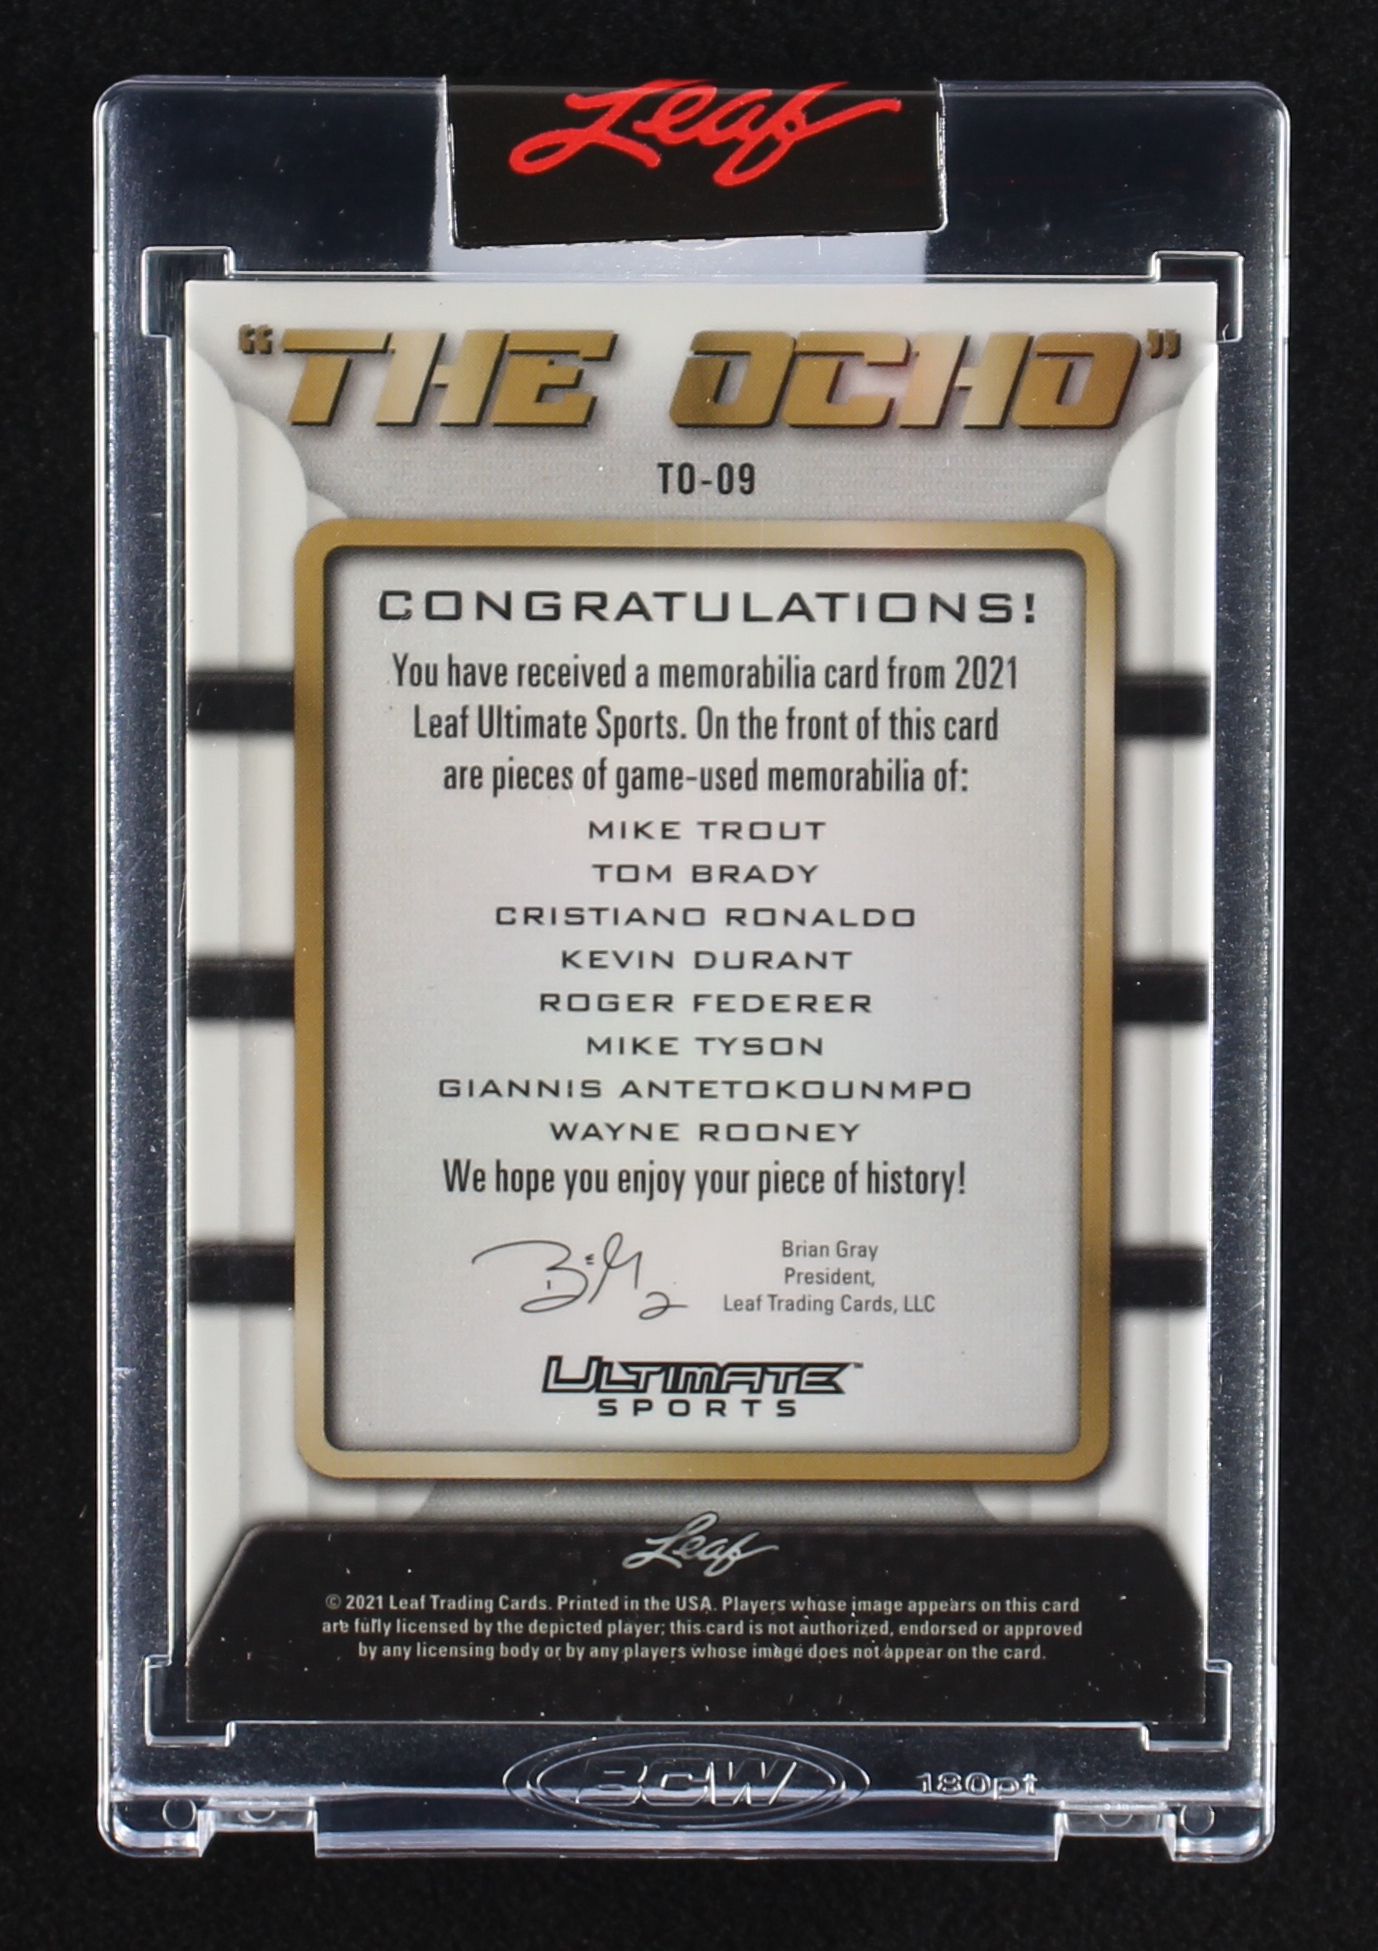 Leaf
"THE OCHO"
TO-09
CONGRATULATIONS!
You have received a memorabilia card from 2021
Leaf Ultimate Sports. On the front of this card
are pieces of game-used memorabilia of:
MIKE TROUT
TOM BRADY
CRISTIANO RONALDO
KEVIN DURANT
ROGER FEDERER
MIKE TYSON
GIANNIS ANTETOKOUNMPO
WAYNE ROONEY
We hope you enjoy your piece of history!
Brian Gray
President,
Leaf Trading Cards, LLC
ULTIMATE™
SPORTS
Leaf
© 2021 Leaf Trading Cards. Printed in the USA. Players whose image appears on this card
are fully licensed by the depicted player; this card is not authorized, endorsed or approved
by any licensing body or by any players whose image does not appear on the card.
BCW 180pt